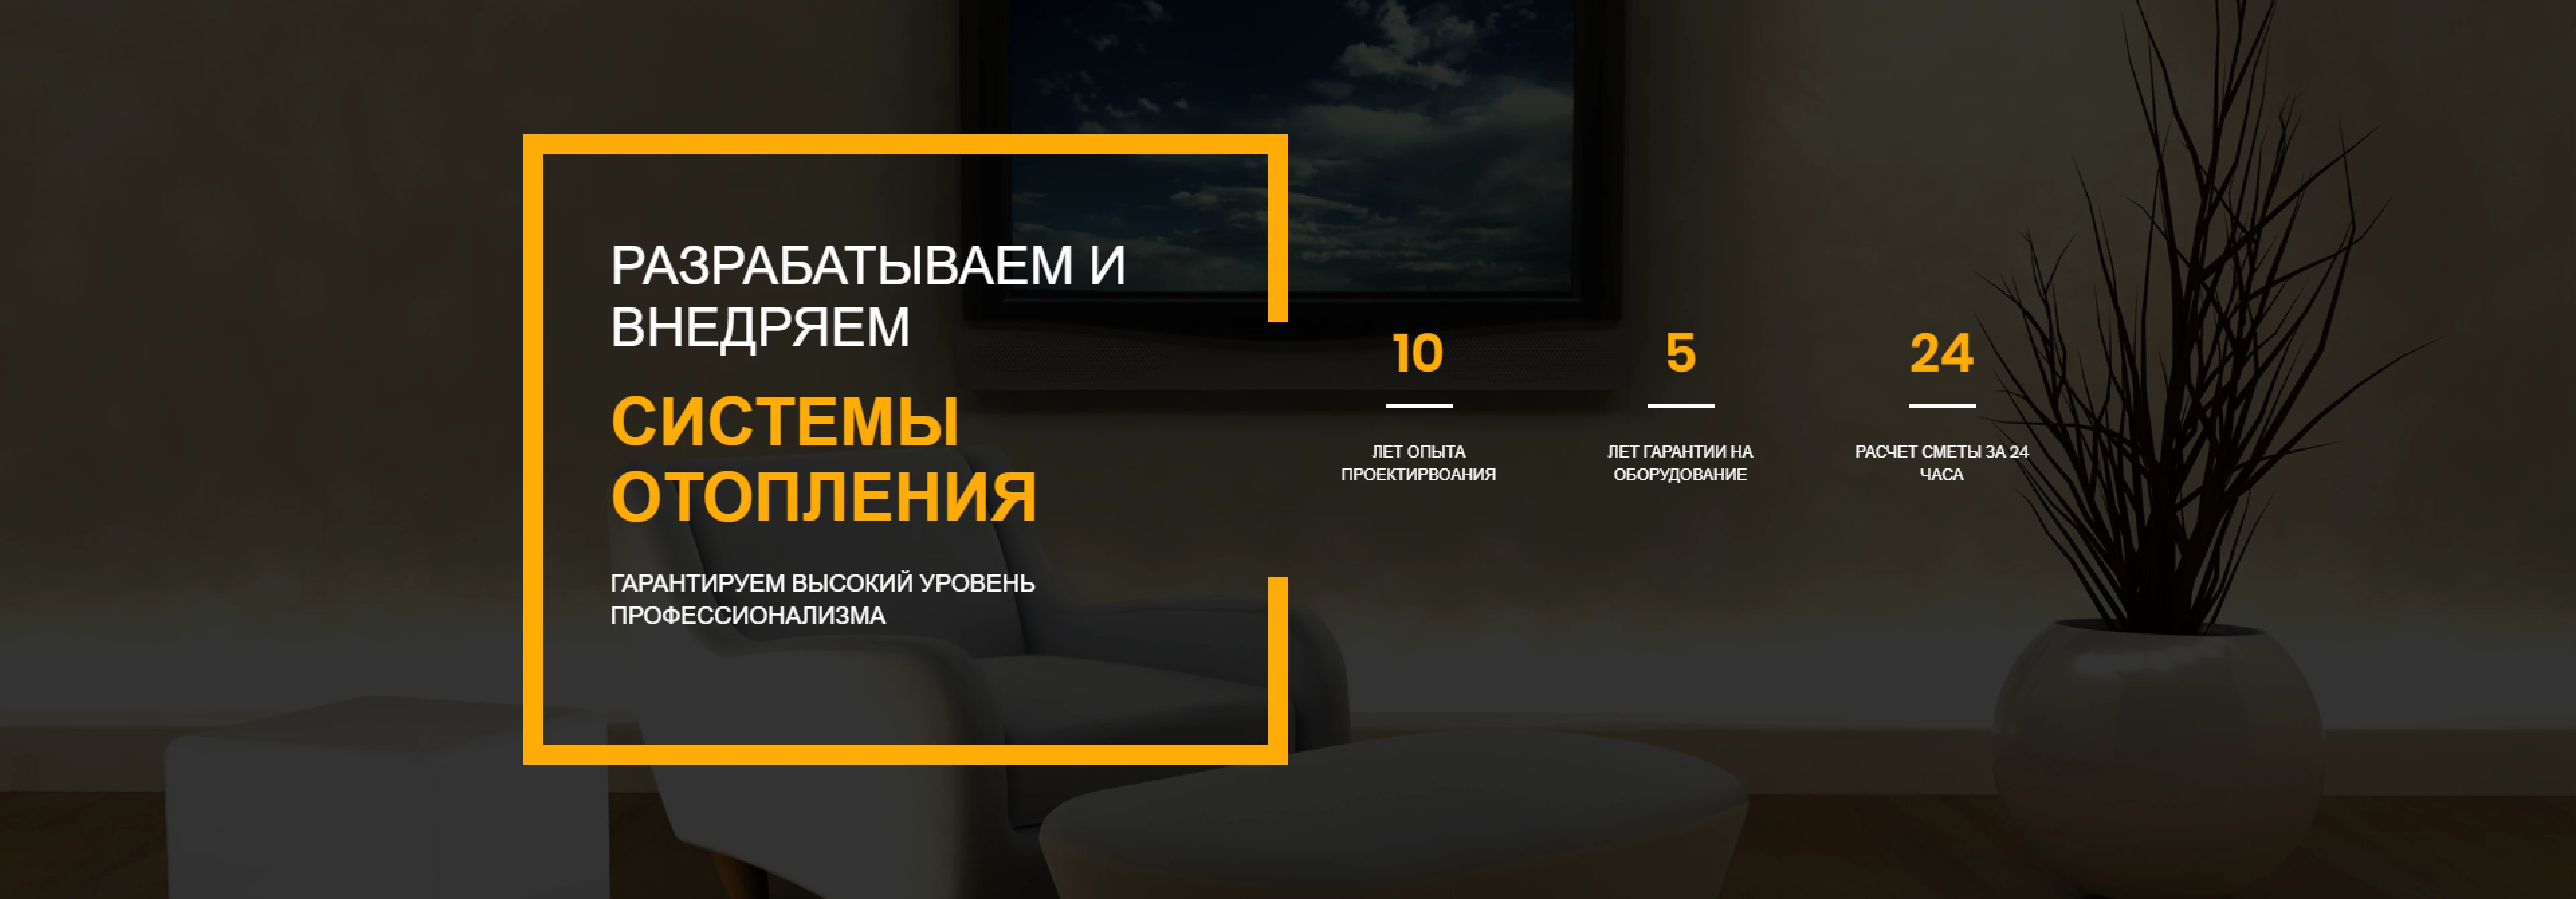 РАЗРАБАТЫВАЕМ И
ВНЕДРЯЕМ
СИСТЕМЫ
ОТОПЛЕНИЯ
ГАРАНТИРУЕМ ВЫСОКИЙ УРОВЕНЬ
ПРОФЕССИОНАЛИЗМА
10
ЛЕТ ОПЫТА
ПРОЕКТИРВОАНИЯ
5
ЛЕТ ГАРАНТИИ НА
ОБОРУДОВАНИЕ
24
РАСЧЕТ СМЕТЫ ЗА 24
ЧАСА